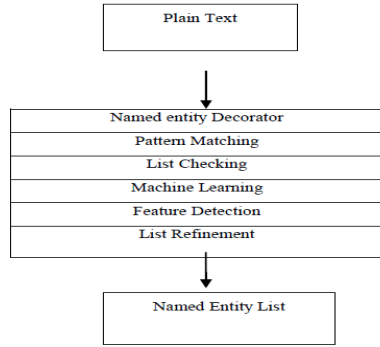 Plain Text
Named entity Decorator
Pattern Matching
List Checking
Machine Learning
Feature Detection
List Refinement
Named Entity List